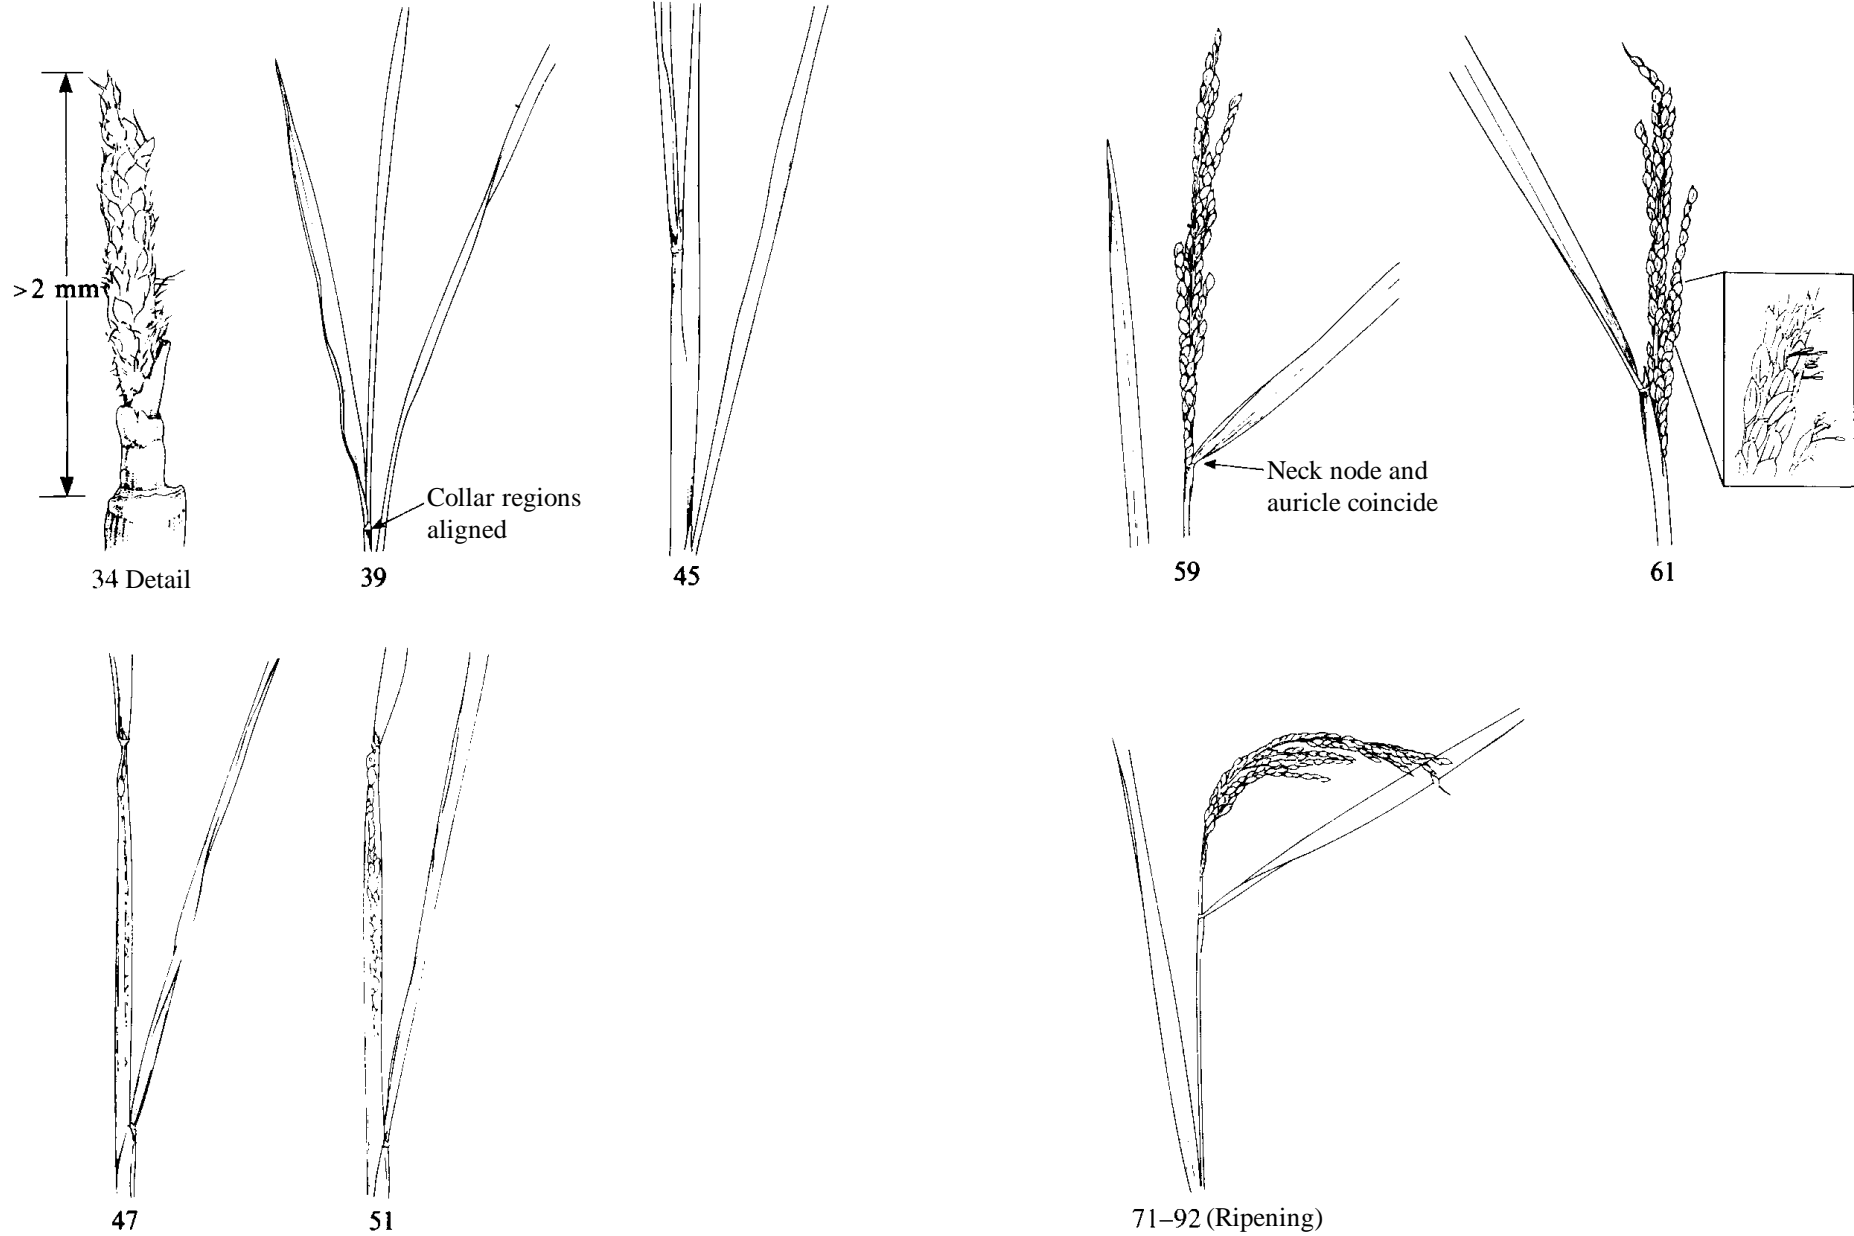 >2 mm
Collar regions
aligned
Neck node and
auricle coincide
34 Detail
39
45
59
61
47
51
71–92 (Ripening)